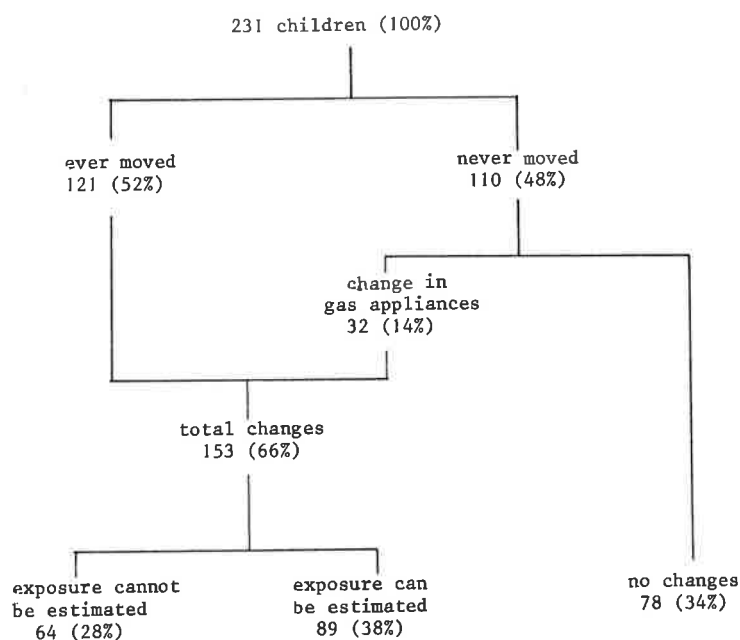 231 children (100%)
ever moved
121 (52%)
never moved
110 (48%)
change in
gas appliances
32 (14%)
total changes
153 (66%)
exposure cannot
be estimated
64 (28%)
exposure can
be estimated
89 (38%)
no changes
78 (34%)